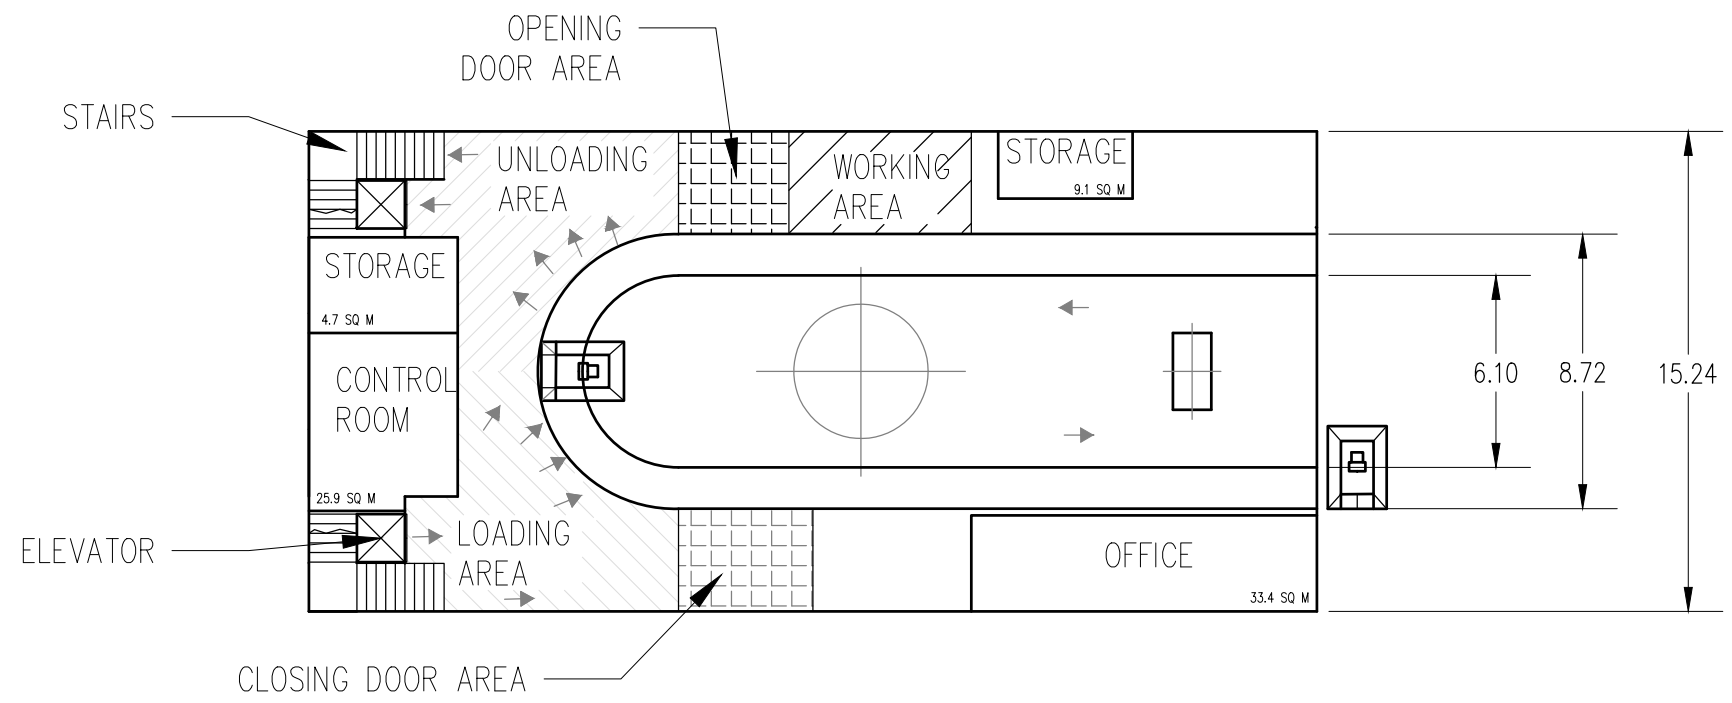 OPENING
DOOR AREA
STAIRS
UNLOADING
AREA
WORKING
AREA
STORAGE
9.1 SQ M
STORAGE
4.7 SQ M
CONTROL
ROOM
25.9 SQ M
6.10
8.72
15.24
ELEVATOR
LOADING
AREA
OFFICE
33.4 SQ M
CLOSING DOOR AREA